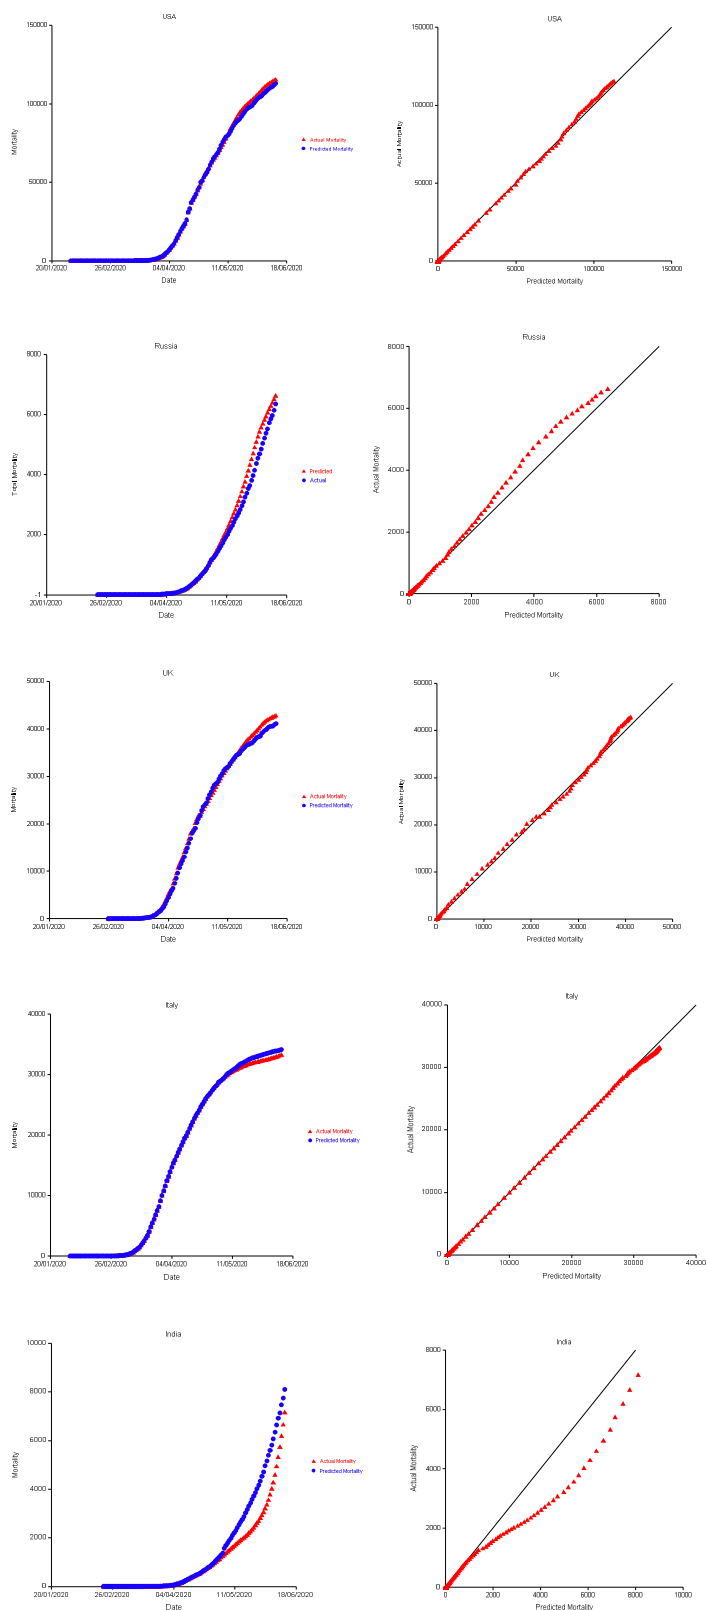 USA
150000
100000
50000
0
Mortality
20/01/2020 26/02/2020 04/04/2020 11/05/2020 18/06/2020
Date
Actual Mortality
Predicted Mortality
USA
150000
100000
50000
0
Actual Mortality
0 50000 100000 150000
Predicted Mortality
Russia
8000
6000
4000
2000
-1
Total Mortality
20/01/2020 26/02/2020 04/04/2020 11/05/2020 18/06/2020
Date
Predicted
Actual
Russia
8000
6000
4000
2000
0
Actual Mortality
0 2000 4000 6000 8000
Predicted Mortality
UK
50000
40000
30000
20000
10000
0
Mortality
20/01/2020 26/02/2020 04/04/2020 11/05/2020 18/06/2020
Date
Actual Mortality
Predicted Mortality
UK
50000
40000
30000
20000
10000
0
Actual Mortality
0 10000 20000 30000 40000 50000
Predicted Mortality
Italy
40000
30000
20000
10000
0
Mortality
20/01/2020 26/02/2020 04/04/2020 11/05/2020 18/06/2020
Date
Actual Mortality
Predicted Mortality
Italy
40000
30000
20000
10000
0
Actual Mortality
0 10000 20000 30000 40000
Predicted Mortality
India
10000
8000
6000
4000
2000
0
Mortality
20/01/2020 26/02/2020 04/04/2020 11/05/2020 18/06/2020
Date
Actual Mortality
Predicted Mortality
India
8000
6000
4000
2000
0
Actual Mortality
0 2000 4000 6000 8000 10000
Predicted Mortality